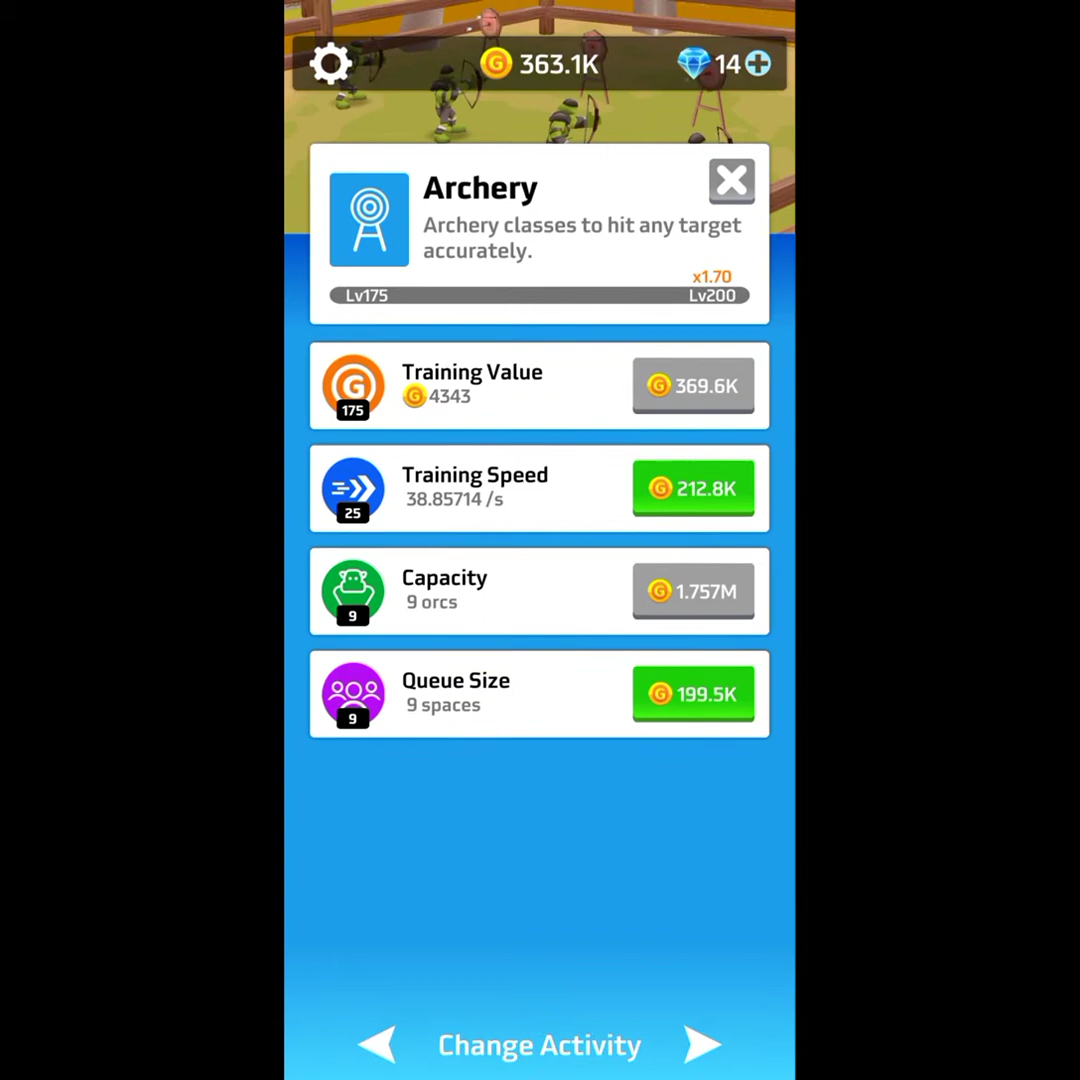 G 363.1K 14
Archery
Archery classes to hit any target
accurately.
x1.70
Lv175 Lv200
Training Value
G 4343
G
175
G 369.6K
Training Speed
38.85714 /s
25
G 212.8K
Capacity
9 orcs
9
G 1.757M
Queue Size
9 spaces
9
G 199.5K
Change Activity